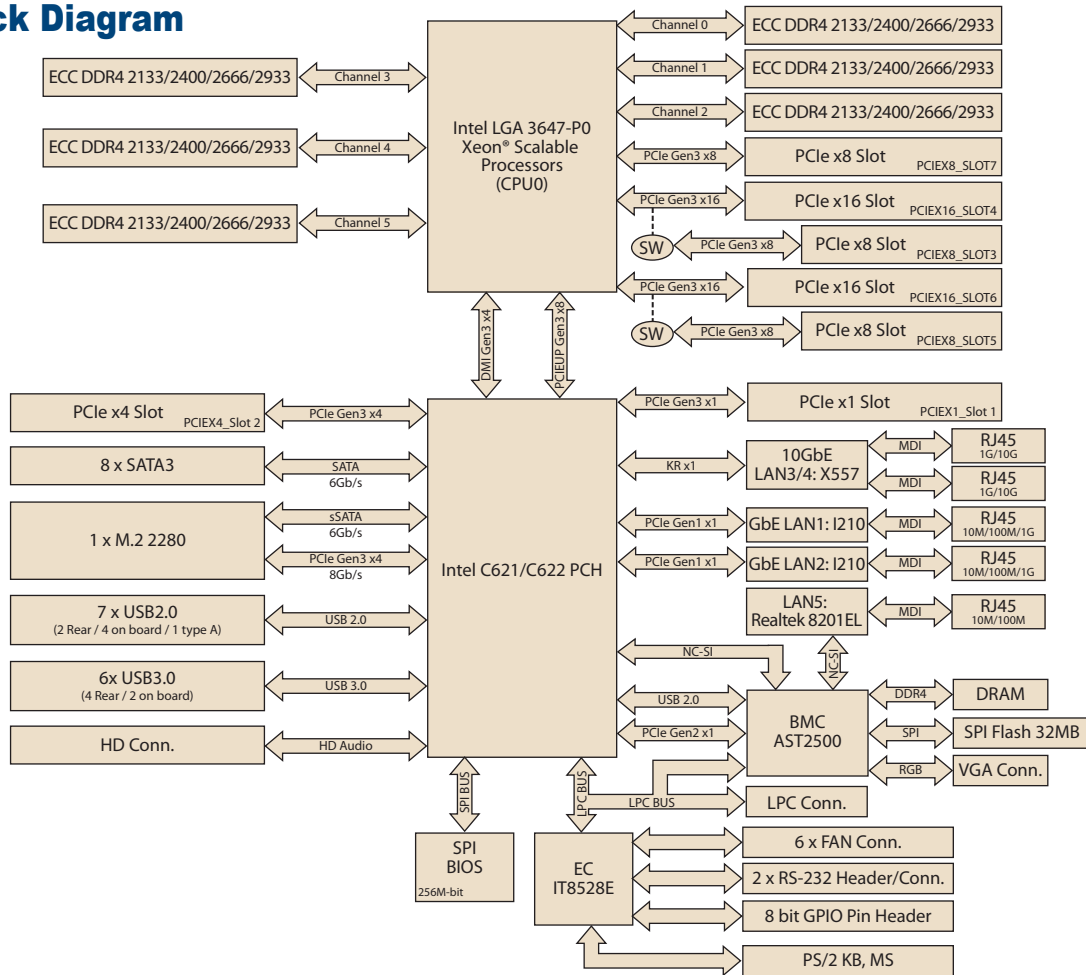 ck Diagram
ECC DDR4 2133/2400/2666/2933
Channel 3
ECC DDR4 2133/2400/2666/2933
Channel 4
ECC DDR4 2133/2400/2666/2933
Channel 5
Intel LGA 3647-P0
Xeon® Scalable
Processors
(CPU0)
Channel 0
ECC DDR4 2133/2400/2666/2933
Channel 1
ECC DDR4 2133/2400/2666/2933
Channel 2
ECC DDR4 2133/2400/2666/2933
PCIe Gen3 x8
PCIe x8 Slot
PCIEX8_SLOT7
PCIe Gen3 x16
PCIe x16 Slot
PCIEX16_SLOT4
SW
PCIe Gen3 x8
PCIe x8 Slot
PCIEX8_SLOT3
PCIe Gen3 x16
PCIe x16 Slot
PCIEX16_SLOT6
SW
PCIe Gen3 x8
PCIe x8 Slot
PCIEX8_SLOT5
DMI Gen3 x4
PCIEUP Gen3 x8
PCIe x4 Slot
PCIEX4_Slot 2
PCIe Gen3 x4
8 x SATA3
SATA
6Gb/s
1 x M.2 2280
sSATA
6Gb/s
PCIe Gen3 x4
8Gb/s
7 x USB2.0
(2 Rear / 4 on board / 1 type A)
USB 2.0
6x USB3.0
(4 Rear / 2 on board)
USB 3.0
HD Conn.
HD Audio
Intel C621/C622 PCH
PCIe Gen3 x1
PCIe x1 Slot
PCIEX1_Slot 1
KR x1
10GbE
LAN3/4: X557
MDI
RJ45
1G/10G
MDI
RJ45
1G/10G
PCIe Gen1 x1
GbE LAN1: I210
MDI
RJ45
10M/100M/1G
PCIe Gen1 x1
GbE LAN2: I210
MDI
RJ45
10M/100M/1G
LAN5:
Realtek 8201EL
MDI
RJ45
10M/100M
NC-SI
NC-SI
USB 2.0
PCIe Gen2 x1
BMC
AST2500
DDR4
DRAM
SPI
SPI Flash 32MB
RGB
VGA Conn.
SPI BUS
LPC BUS
LPC BUS
LPC Conn.
SPI
BIOS
256M-bit
EC
IT8528E
6 x FAN Conn.
2 x RS-232 Header/Conn.
8 bit GPIO Pin Header
PS/2 KB, MS